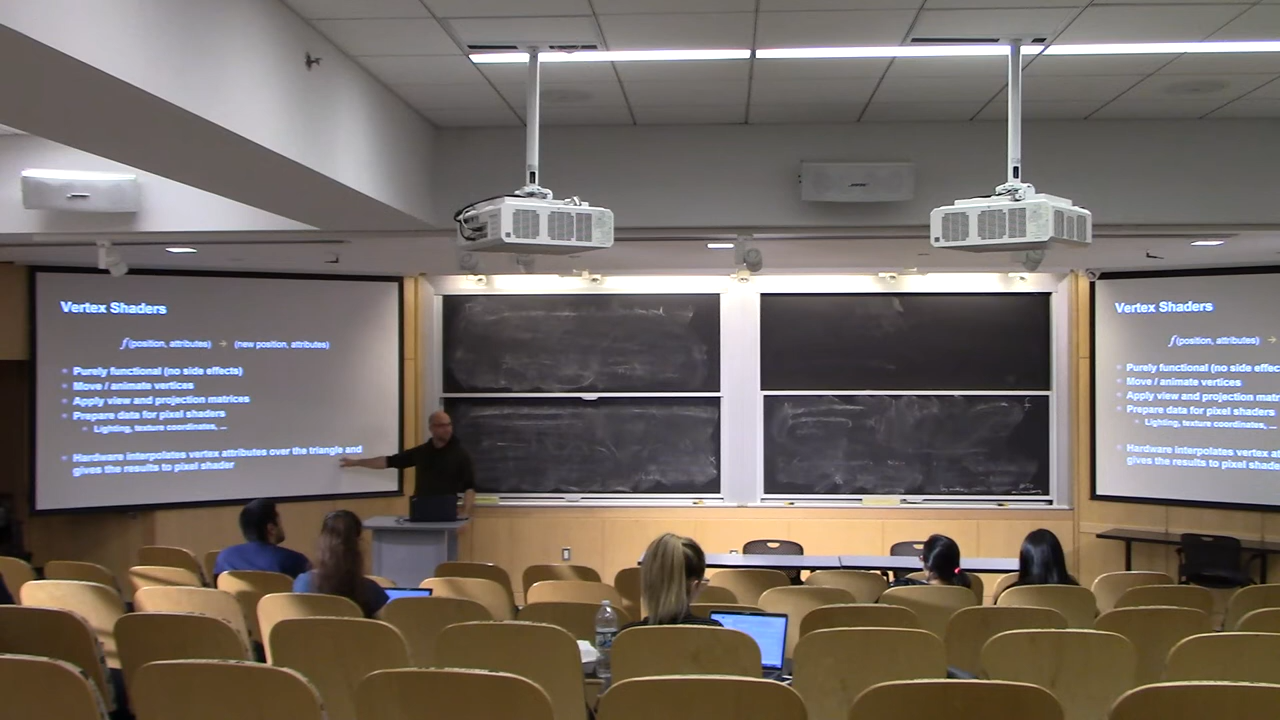 Vertex Shaders
f(position, attributes) → (new position, attributes)
Purely functional (no side effects)
Move / animate vertices
Apply view and projection matrices
Prepare data for pixel shaders
Lighting, texture coordinates, ...
Hardware interpolates vertex attributes over the triangle and
gives the results to pixel shader
Vertex Shaders
f(position, attributes) →
Purely functional (no side effec
Move / animate vertices
Apply view and projection matr
Prepare data for pixel shaders
Lighting, texture coordinates, ...
Hardware interpolates vertex at
gives the results to pixel shade